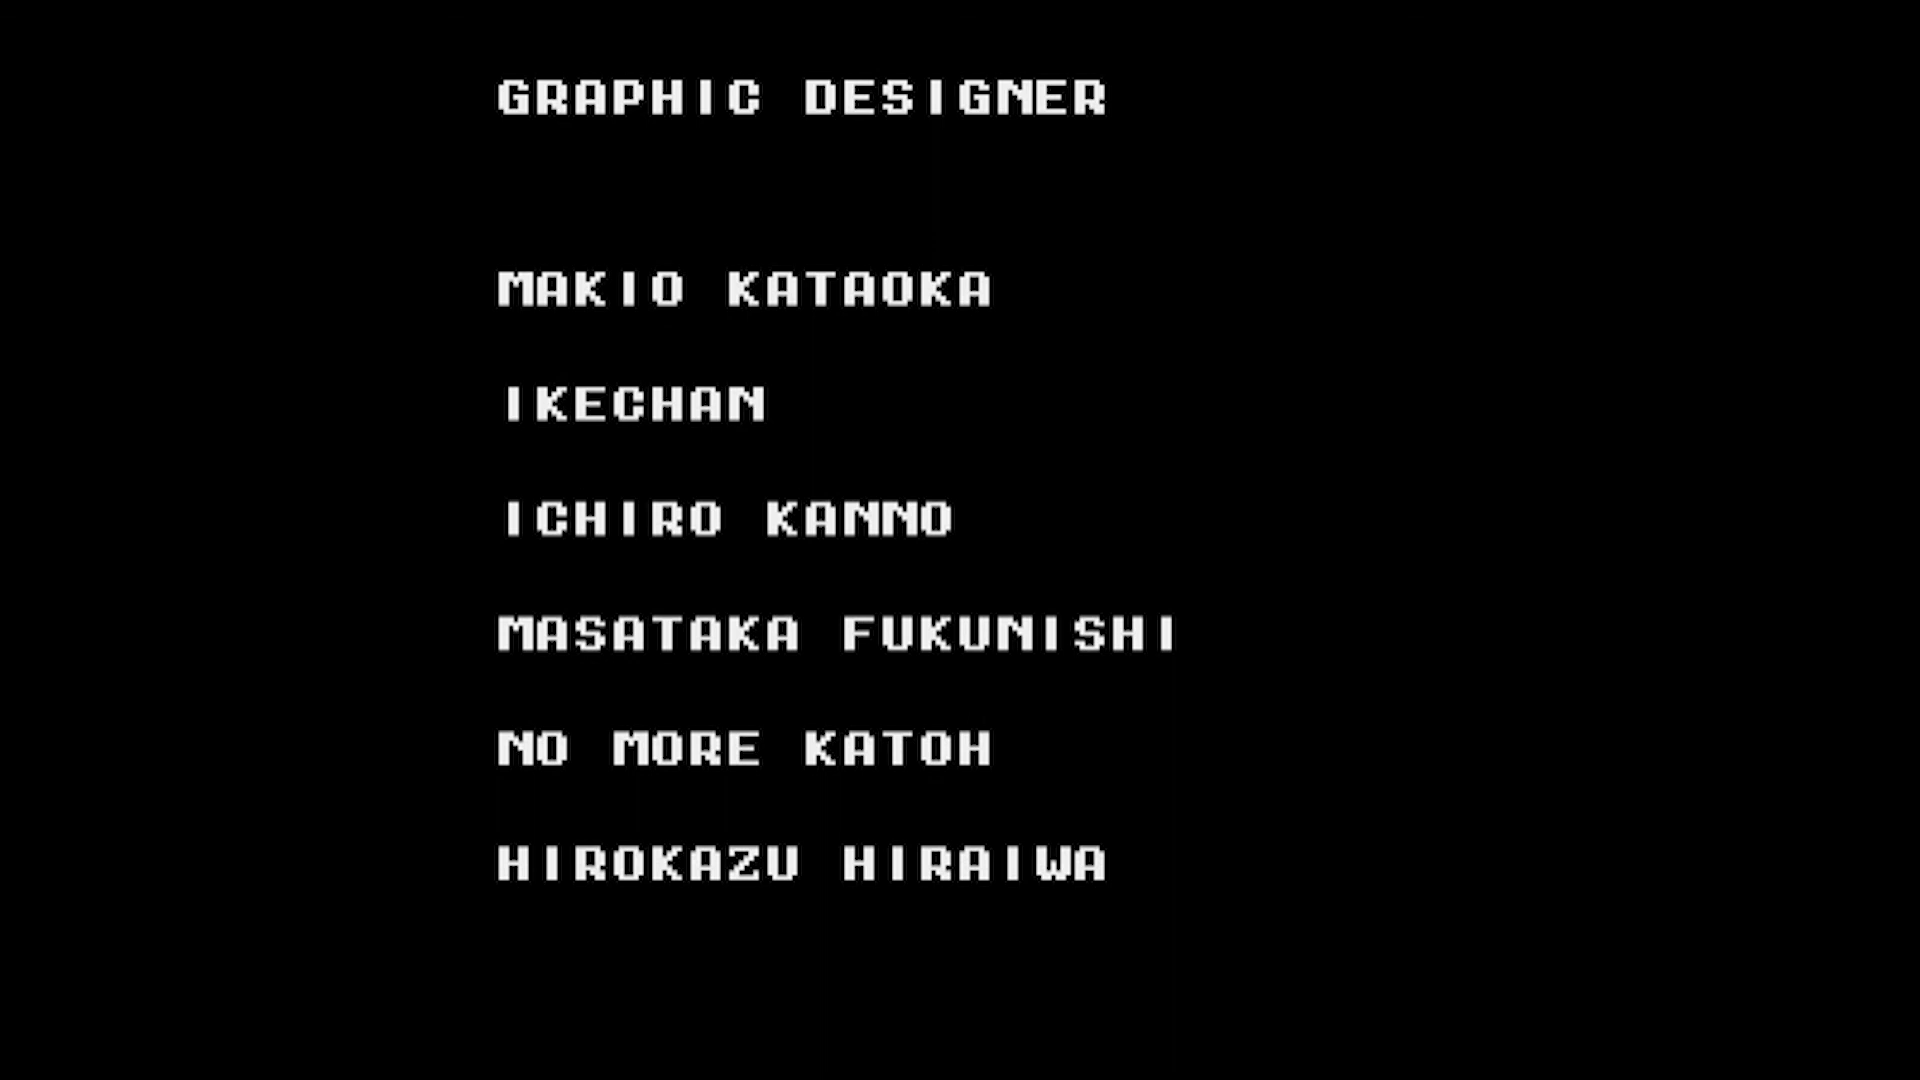 GRAPHIC DESIGNER
MAKIO KATAOKA
IKECHAN
ICHIRO KANNO
MASATAKA FUKUNISHI
NO MORE KATOH
HIROKAZU HIRAIWA